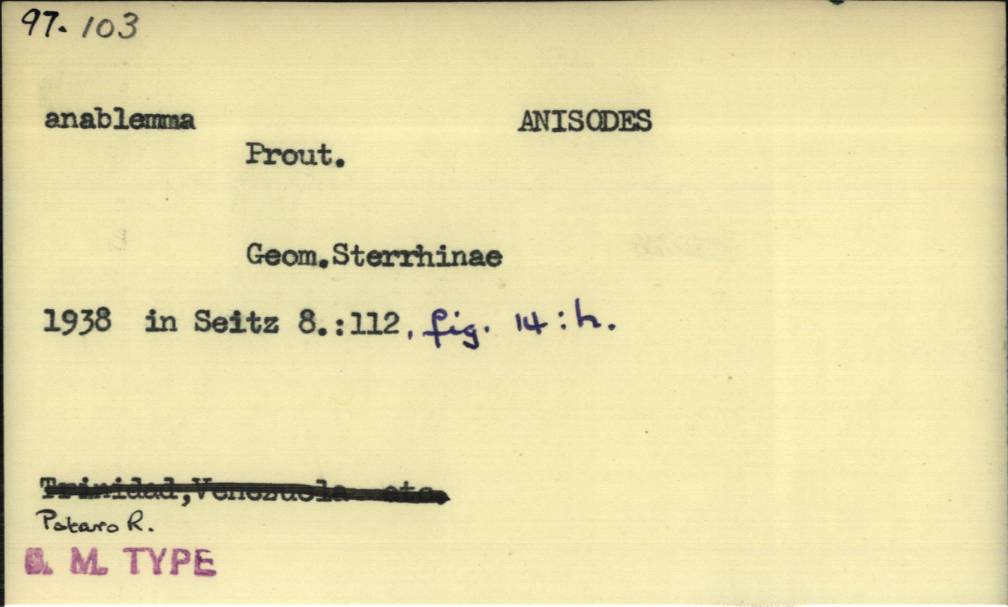 97. 103
anablemma ANISODES
Prout.
Geom.Sterrhinae
1938 in Seitz 8.:112, fig. 14:h.
Trinidad,Venezuela etc.
Potaro R.
B. M. TYPE